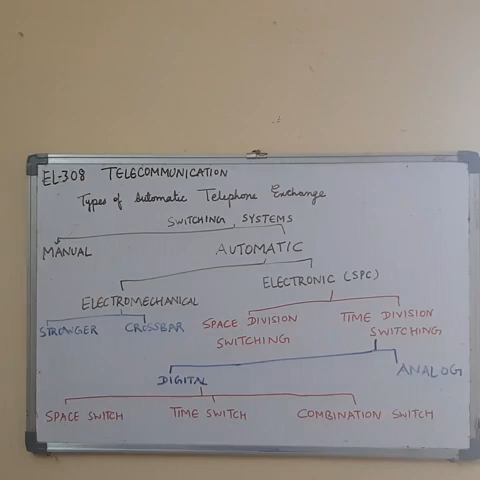 EL-308 TELECOMMUNICATION
Types of Automatic Telephone Exchange
SWITCHING SYSTEMS
MANUAL AUTOMATIC
ELECTROMECHANICAL ELECTRONIC (SPC)
STRONGER CROSSBAR SPACE DIVISION SWITCHING TIME DIVISION SWITCHING
DIGITAL ANALOG
SPACE SWITCH TIME SWITCH COMBINATION SWITCH